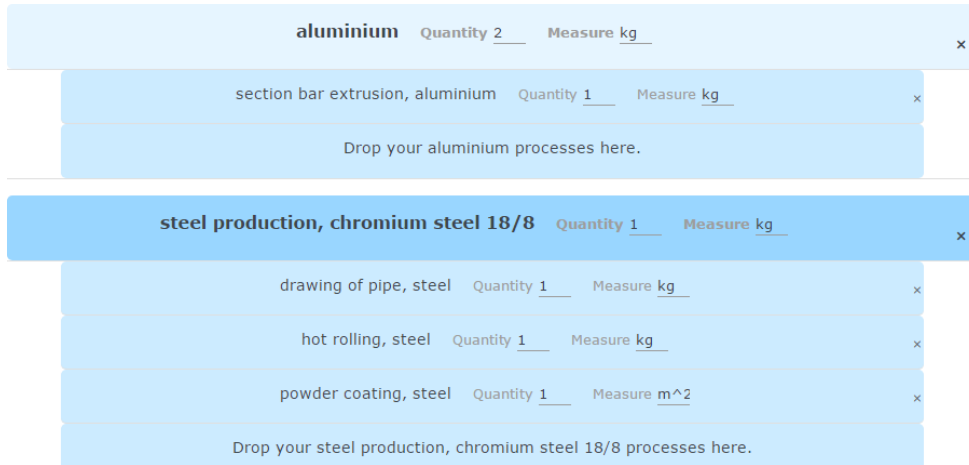 aluminium Quantity 2 Measure kg
×
section bar extrusion, aluminium Quantity 1 Measure kg ×
Drop your aluminium processes here.
steel production, chromium steel 18/8 Quantity 1 Measure kg
×
drawing of pipe, steel Quantity 1 Measure kg ×
hot rolling, steel Quantity 1 Measure kg ×
powder coating, steel Quantity 1 Measure m^2 ×
Drop your steel production, chromium steel 18/8 processes here.